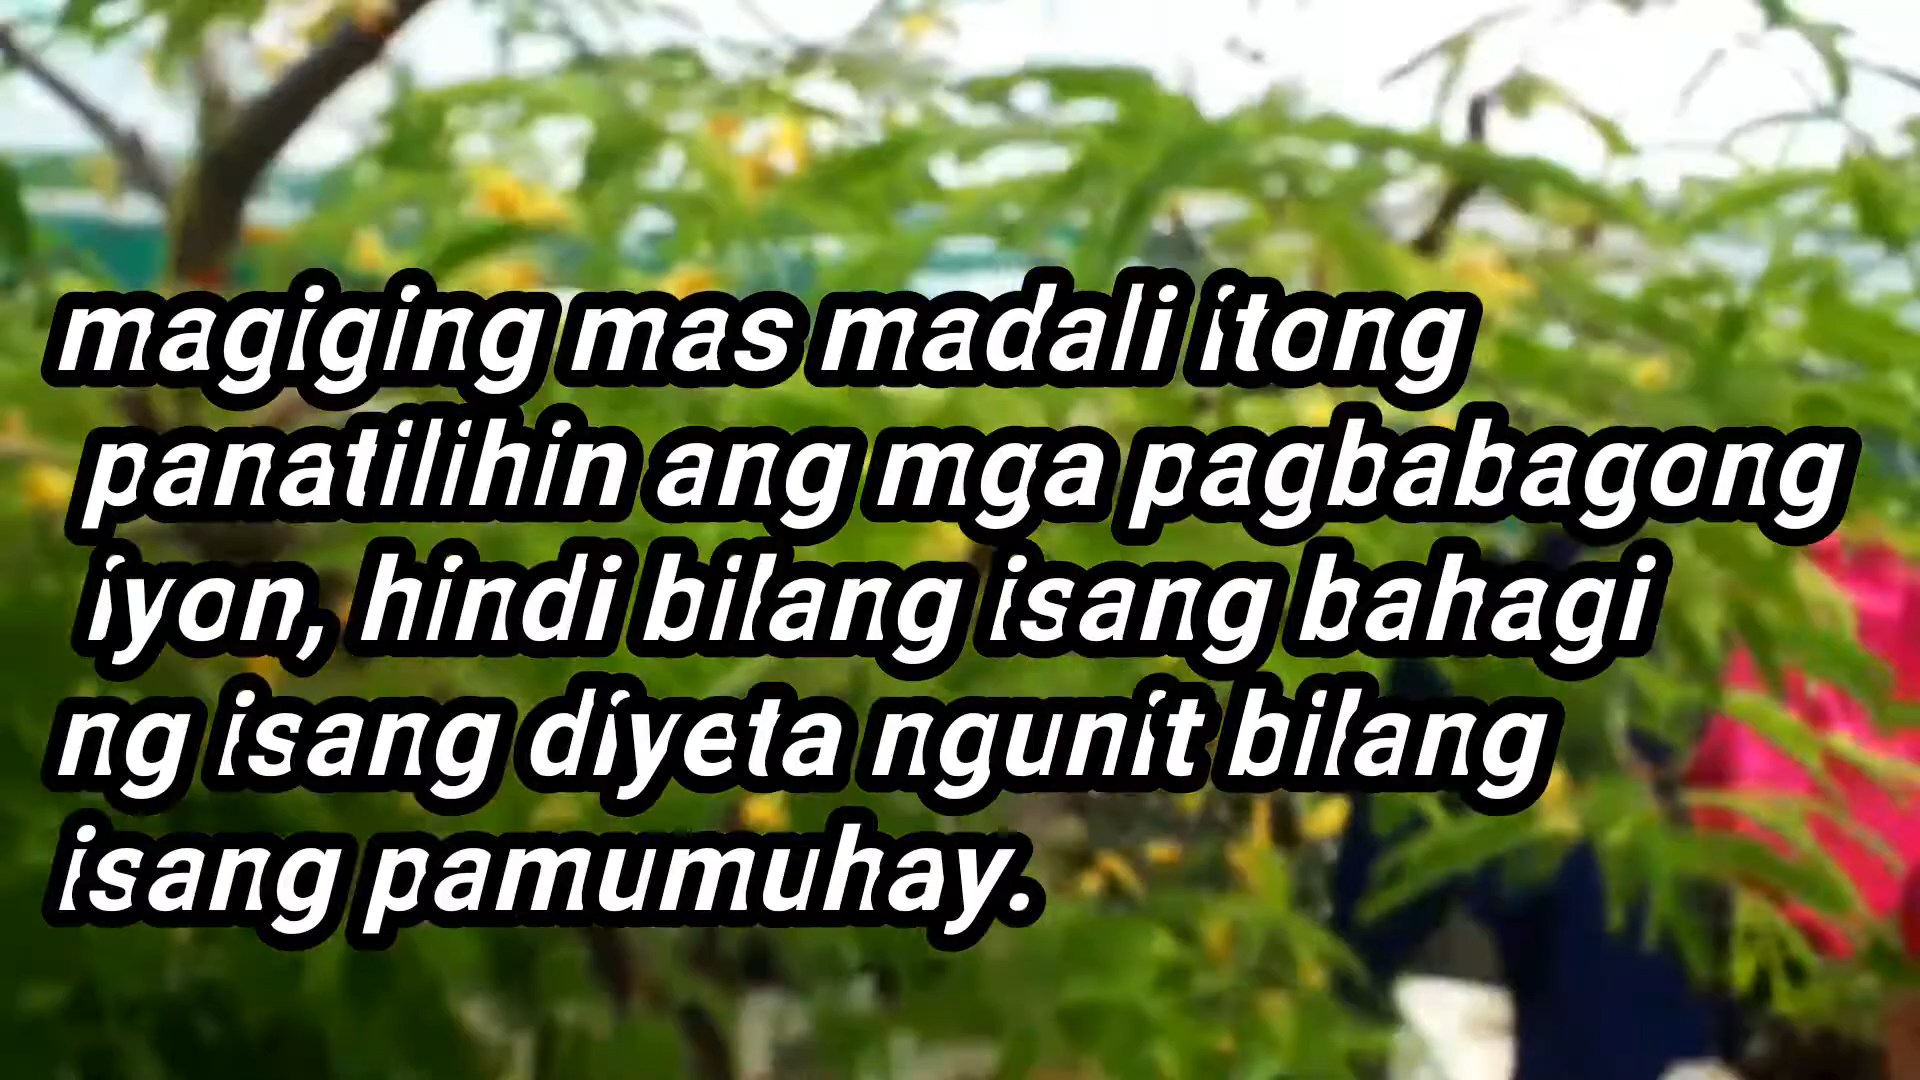 magiging mas madali itong
panatilihin ang mga pagbabagong
iyon, hindi bilang isang bahagi
ng isang diyeta ngunit bilang
isang pamumuhay.